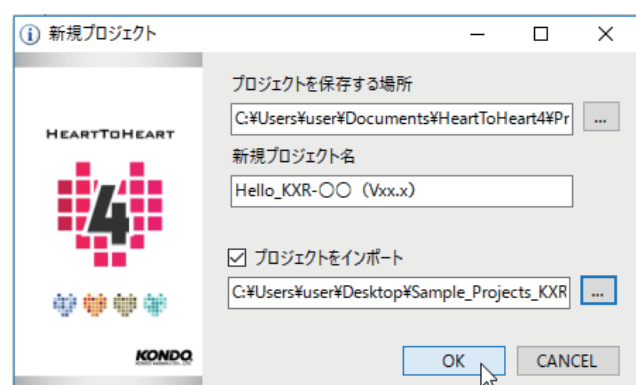 新規プロジェクト
プロジェクトを保存する場所
C:¥Users¥user¥Documents¥HeartToHeart4¥Pr
...
HEARTTOHEART
4
新規プロジェクト名
Hello_KXR-〇〇（Vxx.x）
プロジェクトをインポート
C:¥Users¥user¥Desktop¥Sample_Projects_KXR
...
KONDO
OK
CANCEL